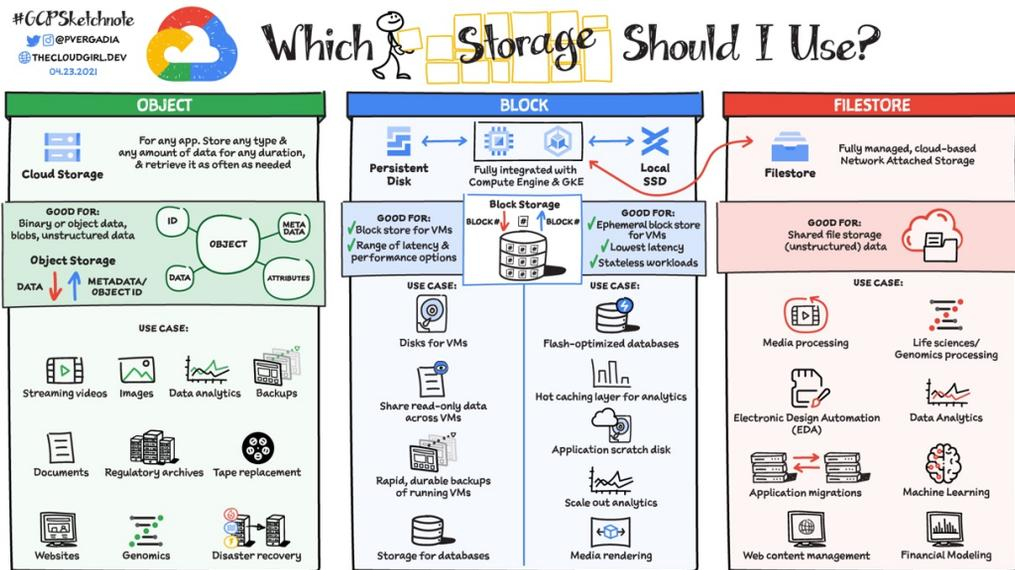 #GCPSketchnote
@PVERGADIA
THECLOUDGIRL.DEV
04.23.2021
Which Storage Should I Use?
OBJECT
Cloud Storage
For any app. Store any type &
any amount of data for any duration,
& retrieve it as often as needed
GOOD FOR:
Binary or object data,
blobs, unstructured data
Object Storage
DATA
METADATA/
OBJECT ID
ID
META
DATA
OBJECT
DATA
ATTRIBUTES
USE CASE:
Streaming videos
Images
Data analytics
Backups
Documents
Regulatory archives
Tape replacement
Websites
Genomics
Disaster recovery
BLOCK
Persistent
Disk
Fully integrated with
Compute Engine & GKE
Local
SSD
GOOD FOR:
Block store for VMs
Range of latency &
performance options
Block Storage
BLOCK#
#
BLOCK#
GOOD FOR:
Ephemeral block store
for VMs
Lowest latency
Stateless workloads
USE CASE:
Disks for VMs
Share read-only data
across VMs
Rapid, durable backups
of running VMs
Storage for databases
USE CASE:
Flash-optimized databases
Hot caching layer for analytics
Application scratch disk
Scale out analytics
Media rendering
FILESTORE
Filestore
Fully managed, cloud-based
Network Attached Storage
GOOD FOR:
Shared file storage
(unstructured) data
USE CASE:
Media processing
Life sciences/
Genomics processing
Electronic Design Automation
(EDA)
Data Analytics
Application migrations
Machine Learning
Web content management
Financial Modeling